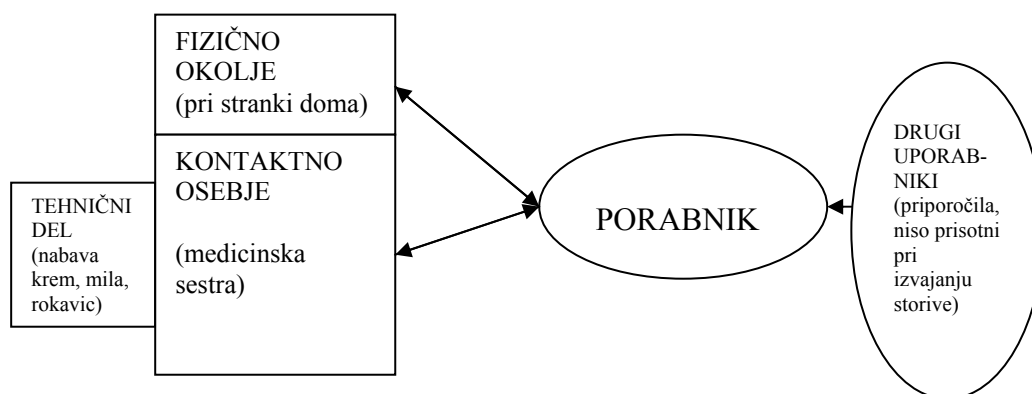 FIZIČNO
OKOLJE
(pri stranki doma)
KONTAKTNO
OSEBJE
(medicinska
sestra)
TEHNIČNI
DEL
(nabava
krem, mila,
rokavic)
PORABNIK
DRUGI
UPORAB-
NIKI
(priporočila,
niso prisotni
pri
izvajanju
storive)